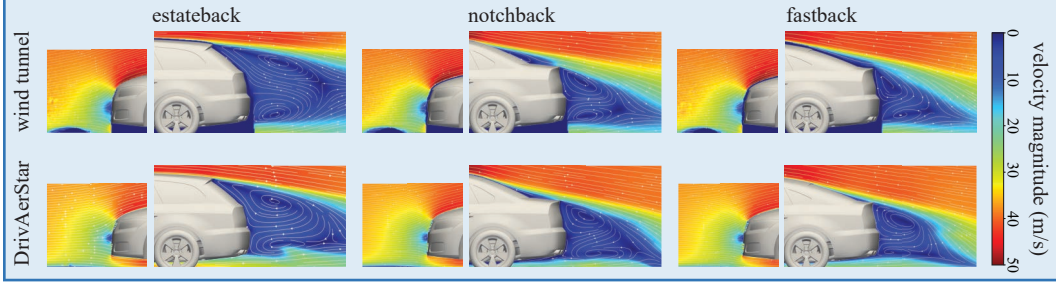 estateback
notchback
fastback
wind tunnel
DrivAerStar
0
10
20
30
40
50
velocity magnitude (m/s)